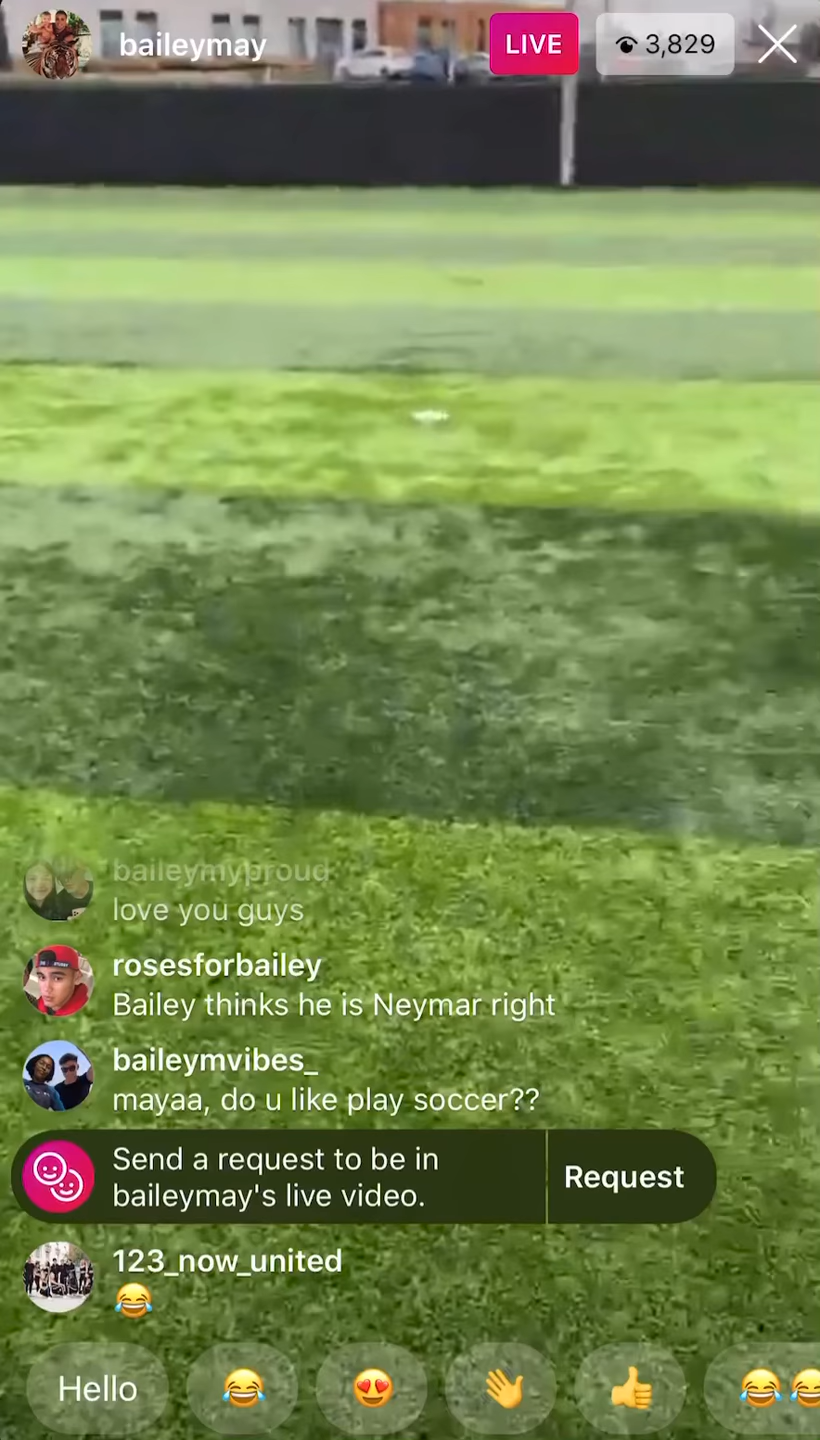 baileymay
LIVE
3,829
baileymyproud
love you guys
rosesforbailey
Bailey thinks he is Neymar right
baileymvibes_
mayaa, do u like play soccer??
Send a request to be in
baileymay's live video.
Request
123_now_united
😂
Hello 😂 😍 👋 👍 😂😂